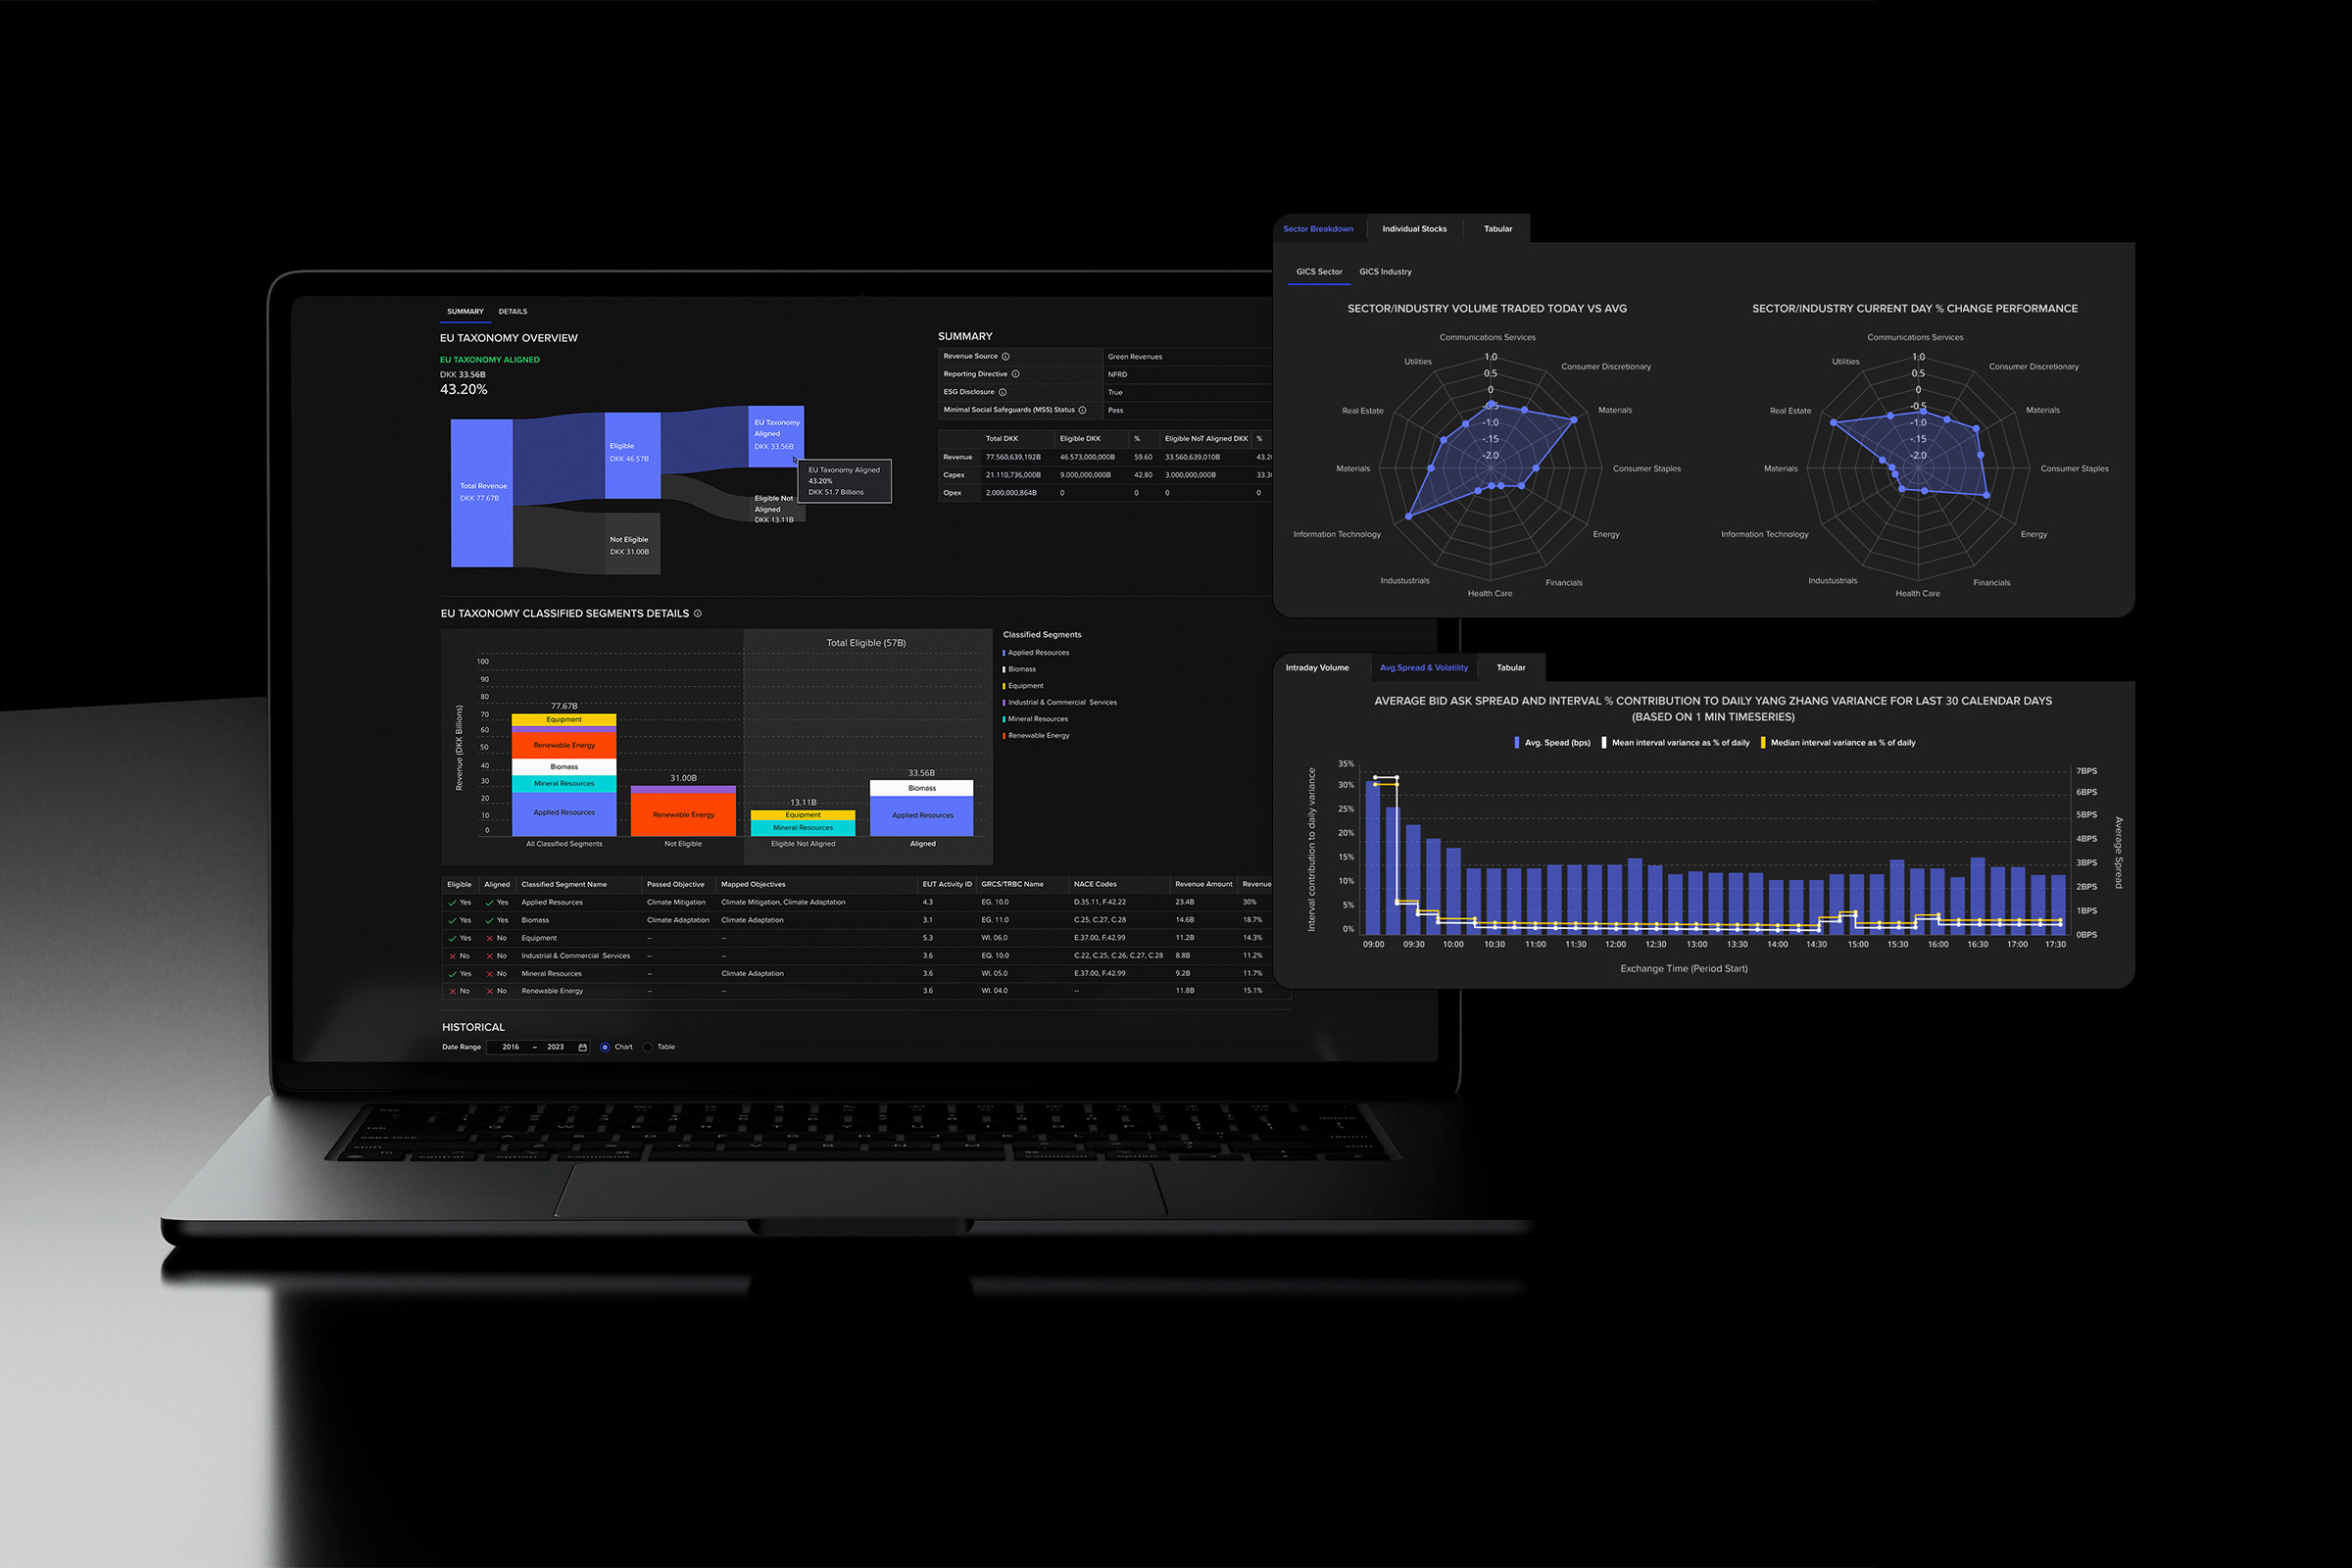 SUMMARY DETAILS
EU TAXONOMY OVERVIEW
EU TAXONOMY ALIGNED
DKK 33.56B
43.20%
Total Revenue
DKK 77.67B
Eligible
DKK 46.57B
Not Eligible
DKK 31.00B
EU Taxonomy
Aligned
DKK 33.56B
Eligible Not
Aligned
DKK 13.11B
EU Taxonomy Aligned
43.20%
DKK 51.7 Billions
SUMMARY
Revenue Source Green Revenues
Reporting Directive NFRD
ESG Disclosure True
Minimal Social Safeguards (MSS) Status Pass
Total DKK Eligible DKK % Eligible NoT Aligned DKK %
Revenue 77.560,639,192B 46.573,000,000B 59.60 33.560,639,010B 43.20
Capex 21.110,736,000B 9.000,000,000B 42.80 3.000,000,000B
Opex 2.000,000,864B 0 0 0 0
EU TAXONOMY CLASSIFIED SEGMENTS DETAILS
Total Eligible (57B)
Revenue (DKK Billions)
100
90
80
70
60
50
40
30
20
10
0
77.67B
Equipment
Renewable Energy
Biomass
Mineral Resources
Applied Resources
31.00B
Renewable Energy
13.11B
Equipment
Mineral Resources
33.56B
Biomass
Applied Resources
All Classified Segments Not Eligible Eligible Not Aligned Aligned
Classified Segments
Applied Resources
Biomass
Equipment
Industrial & Commercial Services
Mineral Resources
Renewable Energy
Eligible Aligned Classified Segment Name Passed Objective Mapped Objectives EUT Activity ID GRCS/TRBC Name NACE Codes Revenue Amount Revenue
Yes Yes Applied Resources Climate Mitigation Climate Mitigation, Climate Adaptation 4.3 EG. 10.0 D.35.11, F.42.22 23.4B 30%
Yes Yes Biomass Climate Adaptation Climate Adaptation 3.1 EG. 11.0 C.25, C.27, C.28 14.6B 18.7%
Yes No Equipment -- -- 5.3 WI. 06.0 E.37.00, F.42.99 11.2B 14.3%
No No Industrial & Commercial Services -- -- 3.6 EQ. 10.0 C.22, C.25, C.26, C.27, C.28 8.8B 11.2%
Yes No Mineral Resources -- Climate Adaptation 3.6 WI. 05.0 E.37.00, F.42.99 9.2B 11.7%
No No Renewable Energy -- -- 3.6 WI. 04.0 -- 11.8B 15.1%
HISTORICAL
Date Range 2016 – 2023 Chart Table
Sector Breakdown Individual Stocks Tabular
GICS Sector GICS Industry
SECTOR/INDUSTRY VOLUME TRADED TODAY VS AVG
Communications Services
Utilities
Consumer Discretionary
Real Estate
Materials
Materials
Consumer Staples
Information Technology
Energy
Industustrials
Financials
Health Care
1.0
0.5
0
-0.5
-1.0
-.15
-2.0
SECTOR/INDUSTRY CURRENT DAY % CHANGE PERFORMANCE
Communications Services
Utilities
Consumer Discretionary
Real Estate
Materials
Materials
Consumer Staples
Information Technology
Energy
Industustrials
Financials
Health Care
1.0
0.5
0
-0.5
-1.0
-.15
-2.0
Intraday Volume Avg.Spread & Volatility Tabular
AVERAGE BID ASK SPREAD AND INTERVAL % CONTRIBUTION TO DAILY YANG ZHANG VARIANCE FOR LAST 30 CALENDAR DAYS
(BASED ON 1 MIN TIMESERIES)
Avg. Spead (bps) Mean interval variance as % of daily Median interval variance as % of daily
Interval contribution to daily variance
35%
30%
25%
20%
15%
10%
5%
0%
7BPS
6BPS
5BPS
4BPS
3BPS
2BPS
1BPS
0BPS
Average Spread
09:00 09:30 10:00 10:30 11:00 11:30 12:00 12:30 13:00 13:30 14:00 14:30 15:00 15:30 16:00 16:30 17:00 17:30
Exchange Time (Period Start)